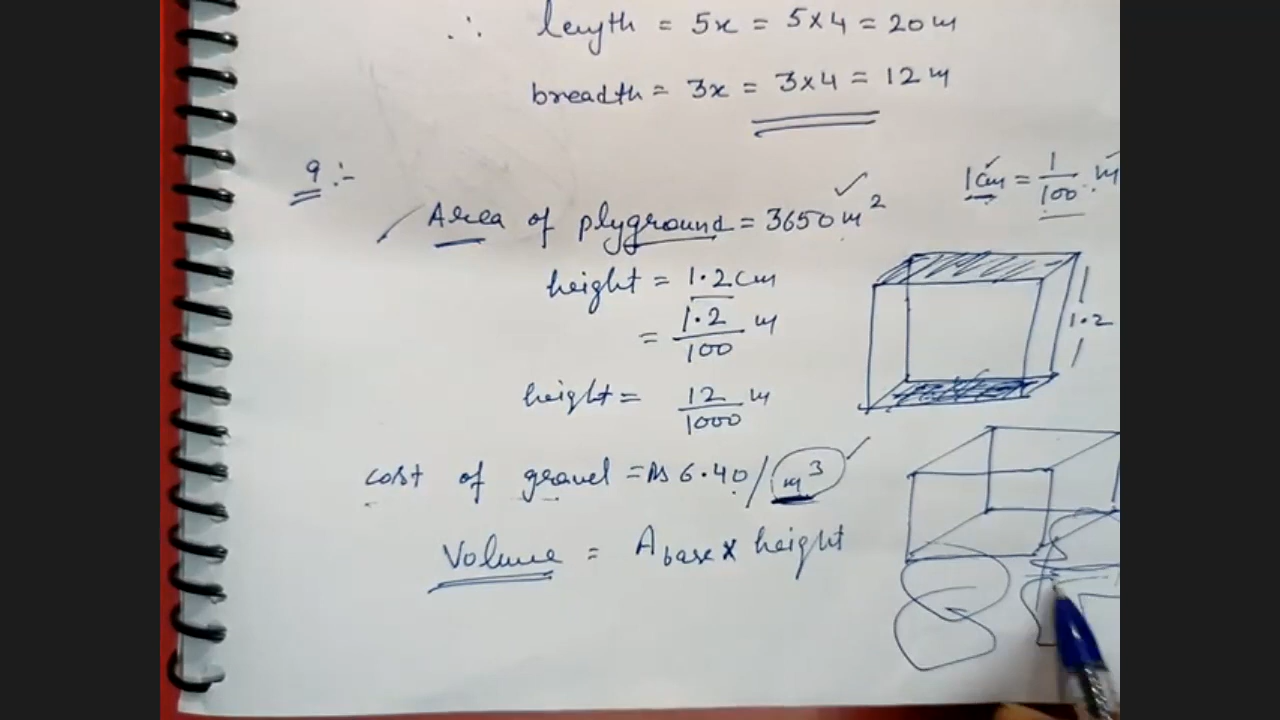 ∴ length = 5x = 5×4 = 20 m
breadth = 3x = 3×4 = 12 m
9 :-
1cm = 1/100 m
Area of plyground = 3650 m²
height = 1.2 cm
= 1.2/100 m
1.2
height = 12/1000 m
cost of gravel = Rs 6.40/m³
Volume = A base × height